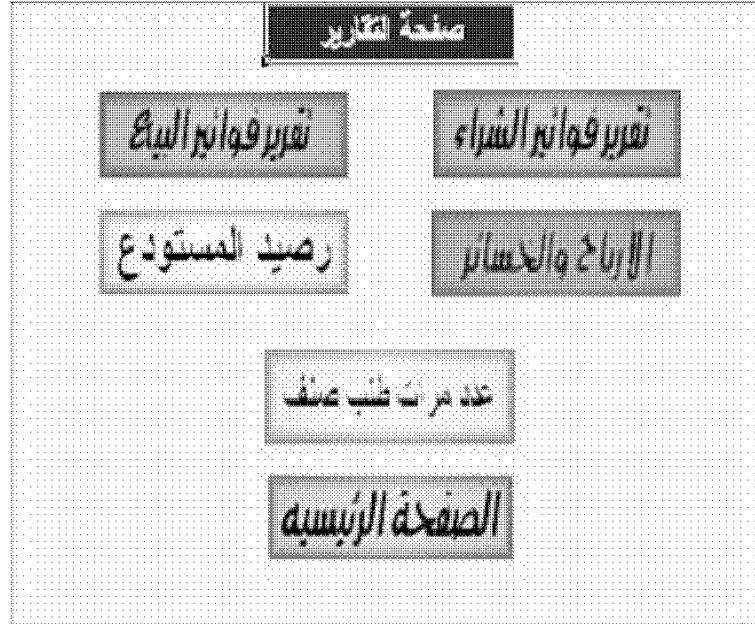 صفحة التقارير
تقرير فواتير الشراء
تقرير فواتير البيع
الارباح والخسائر
رصيد المستودع
عدد مرات طلب صنف
الصفحة الرئيسيه